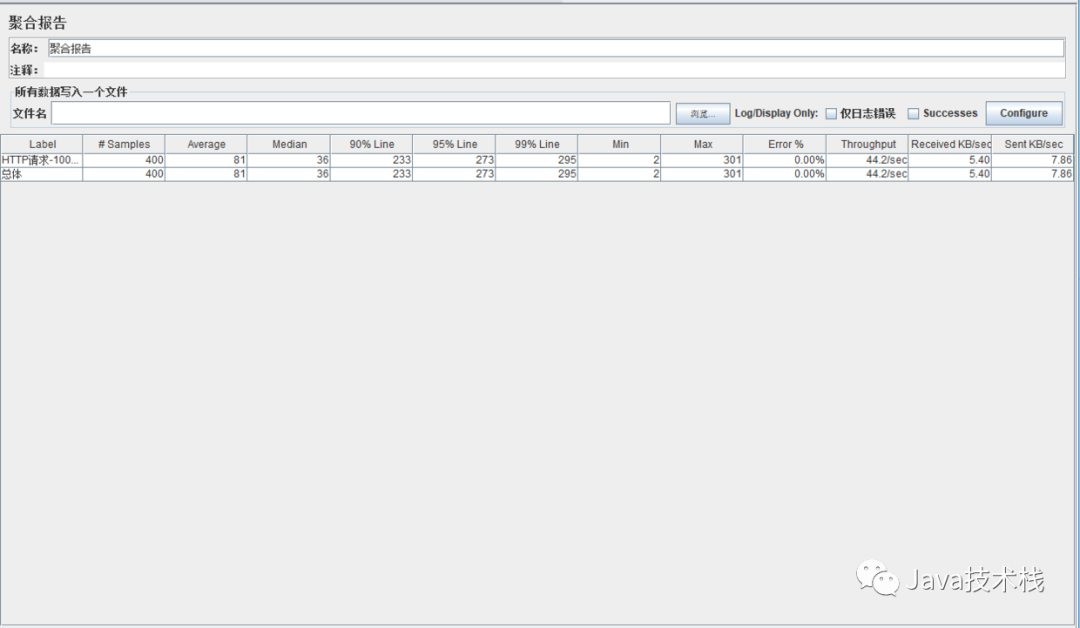 聚合报告
名称： 聚合报告
注释：
所有数据写入一个文件
文件名 浏览... Log/Display Only: 仅日志错误 Successes Configure
Label # Samples Average Median 90% Line 95% Line 99% Line Min Max Error % Throughput Received KB/sec Sent KB/sec
HTTP请求-100... 400 81 36 233 273 295 2 301 0.00% 44.2/sec 5.40 7.86
总体 400 81 36 233 273 295 2 301 0.00% 44.2/sec 5.40 7.86
Java技术栈